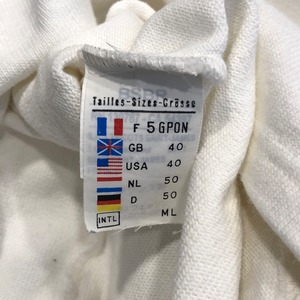 Tailles-Sizes-Grösse
F 5GPON
GB 40
USA 40
NL 50
D 50
INTL ML